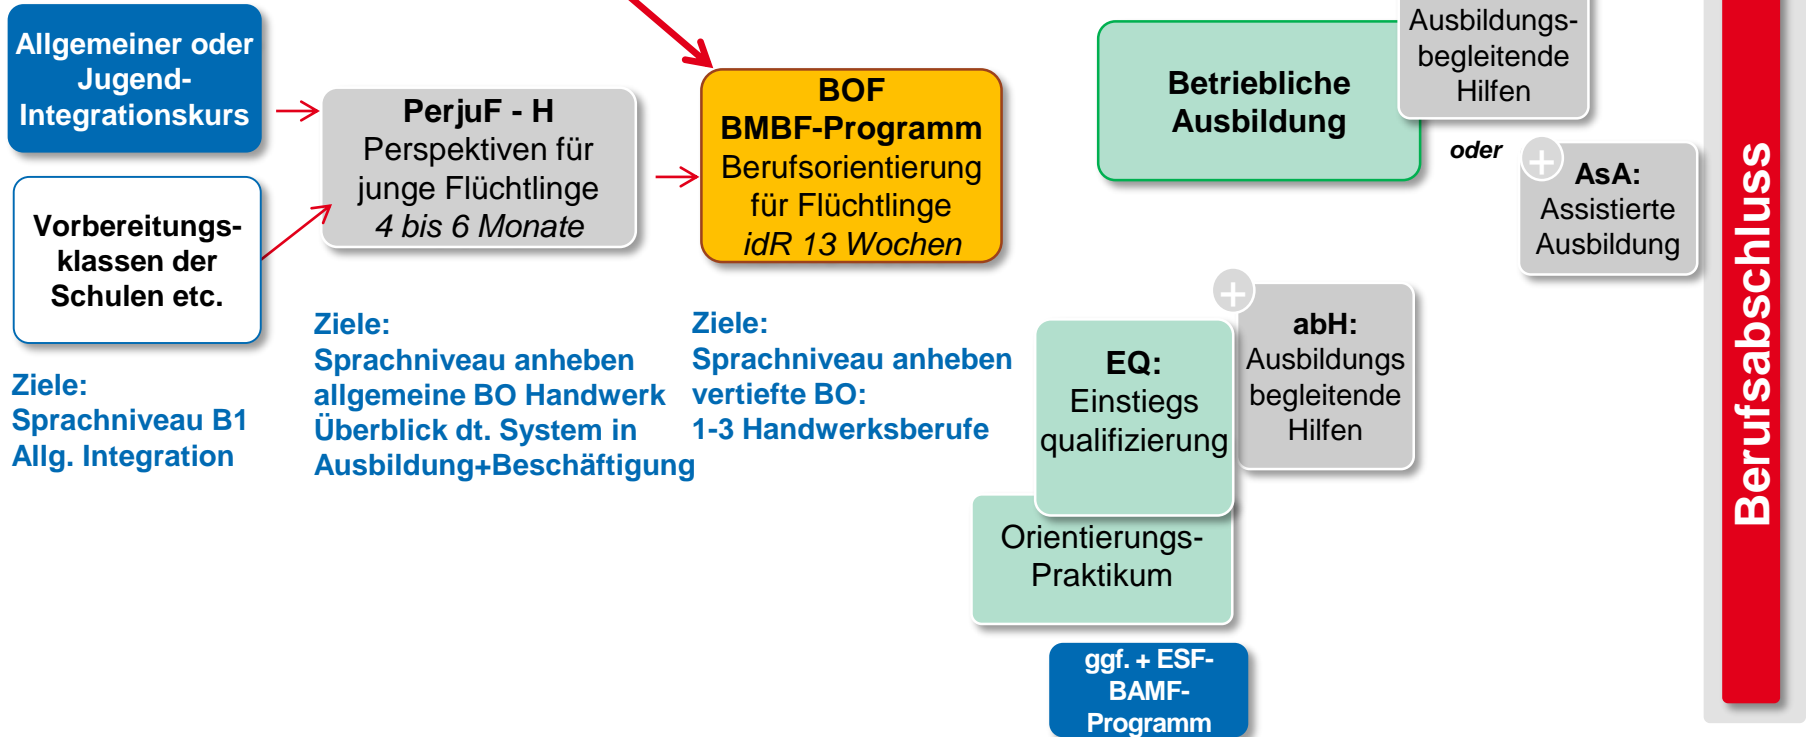 Allgemeiner oder
Jugend-
Integrationskurs
Vorbereitungs-
klassen der
Schulen etc.
Ziele:
Sprachniveau B1
Allg. Integration
PerjuF - H
Perspektiven für
junge Flüchtlinge
4 bis 6 Monate
Ziele:
Sprachniveau anheben
allgemeine BO Handwerk
Überblick dt. System in
Ausbildung+Beschäftigung
BOF
BMBF-Programm
Berufsorientierung
für Flüchtlinge
idR 13 Wochen
Ziele:
Sprachniveau anheben
vertiefte BO:
1-3 Handwerksberufe
Betriebliche
Ausbildung
Ausbildungs-
begleitende
Hilfen
oder
+
AsA:
Assistierte
Ausbildung
EQ:
Einstiegs
qualifizierung
+
abH:
Ausbildungs
begleitende
Hilfen
Orientierungs-
Praktikum
ggf. + ESF-
BAMF-
Programm
Berufsabschluss